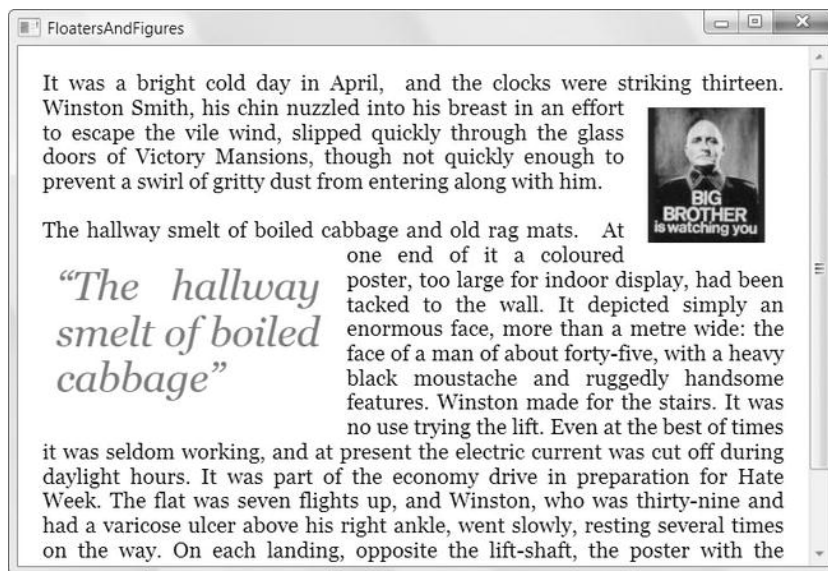 FloatersAndFigures
It was a bright cold day in April, and the clocks were striking thirteen.
Winston Smith, his chin nuzzled into his breast in an effort
to escape the vile wind, slipped quickly through the glass
doors of Victory Mansions, though not quickly enough to
prevent a swirl of gritty dust from entering along with him.
BIG
BROTHER
is watching you
The hallway smelt of boiled cabbage and old rag mats. At
one end of it a coloured
poster, too large for indoor display, had been
tacked to the wall. It depicted simply an
enormous face, more than a metre wide: the
face of a man of about forty-five, with a heavy
black moustache and ruggedly handsome
features. Winston made for the stairs. It was
no use trying the lift. Even at the best of times
“The hallway
smelt of boiled
cabbage”
it was seldom working, and at present the electric current was cut off during
daylight hours. It was part of the economy drive in preparation for Hate
Week. The flat was seven flights up, and Winston, who was thirty-nine and
had a varicose ulcer above his right ankle, went slowly, resting several times
on the way. On each landing, opposite the lift-shaft, the poster with the